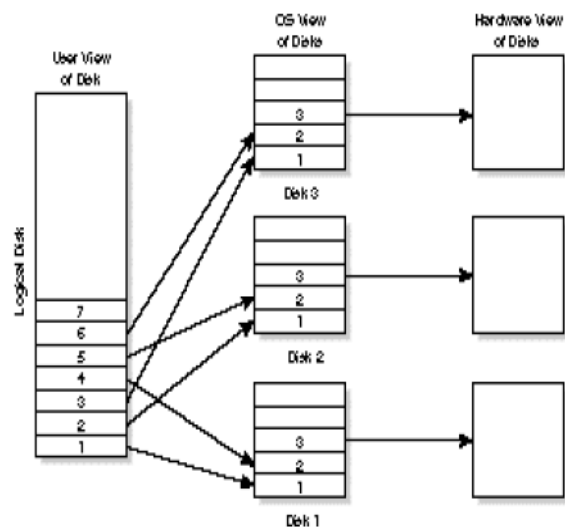 User View
of Disk
OS View
of Disks
Hardware View
of Disks
Logical Disk
7
6
5
4
3
2
1
3
2
1
Disk 3
3
2
1
Disk 2
3
2
1
Disk 1